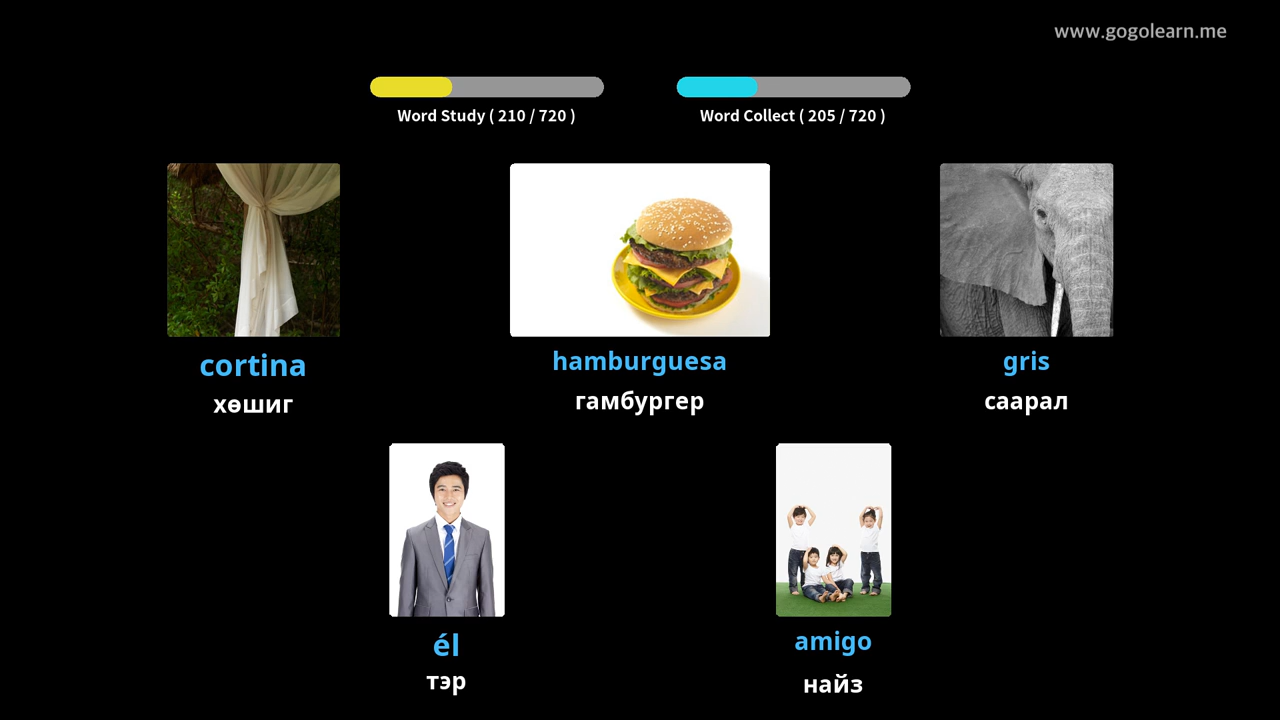 www.gogolearn.me
Word Study ( 210 / 720 )
Word Collect ( 205 / 720 )
cortina
хөшиг
hamburguesa
гамбургер
gris
саарал
él
тэр
amigo
найз